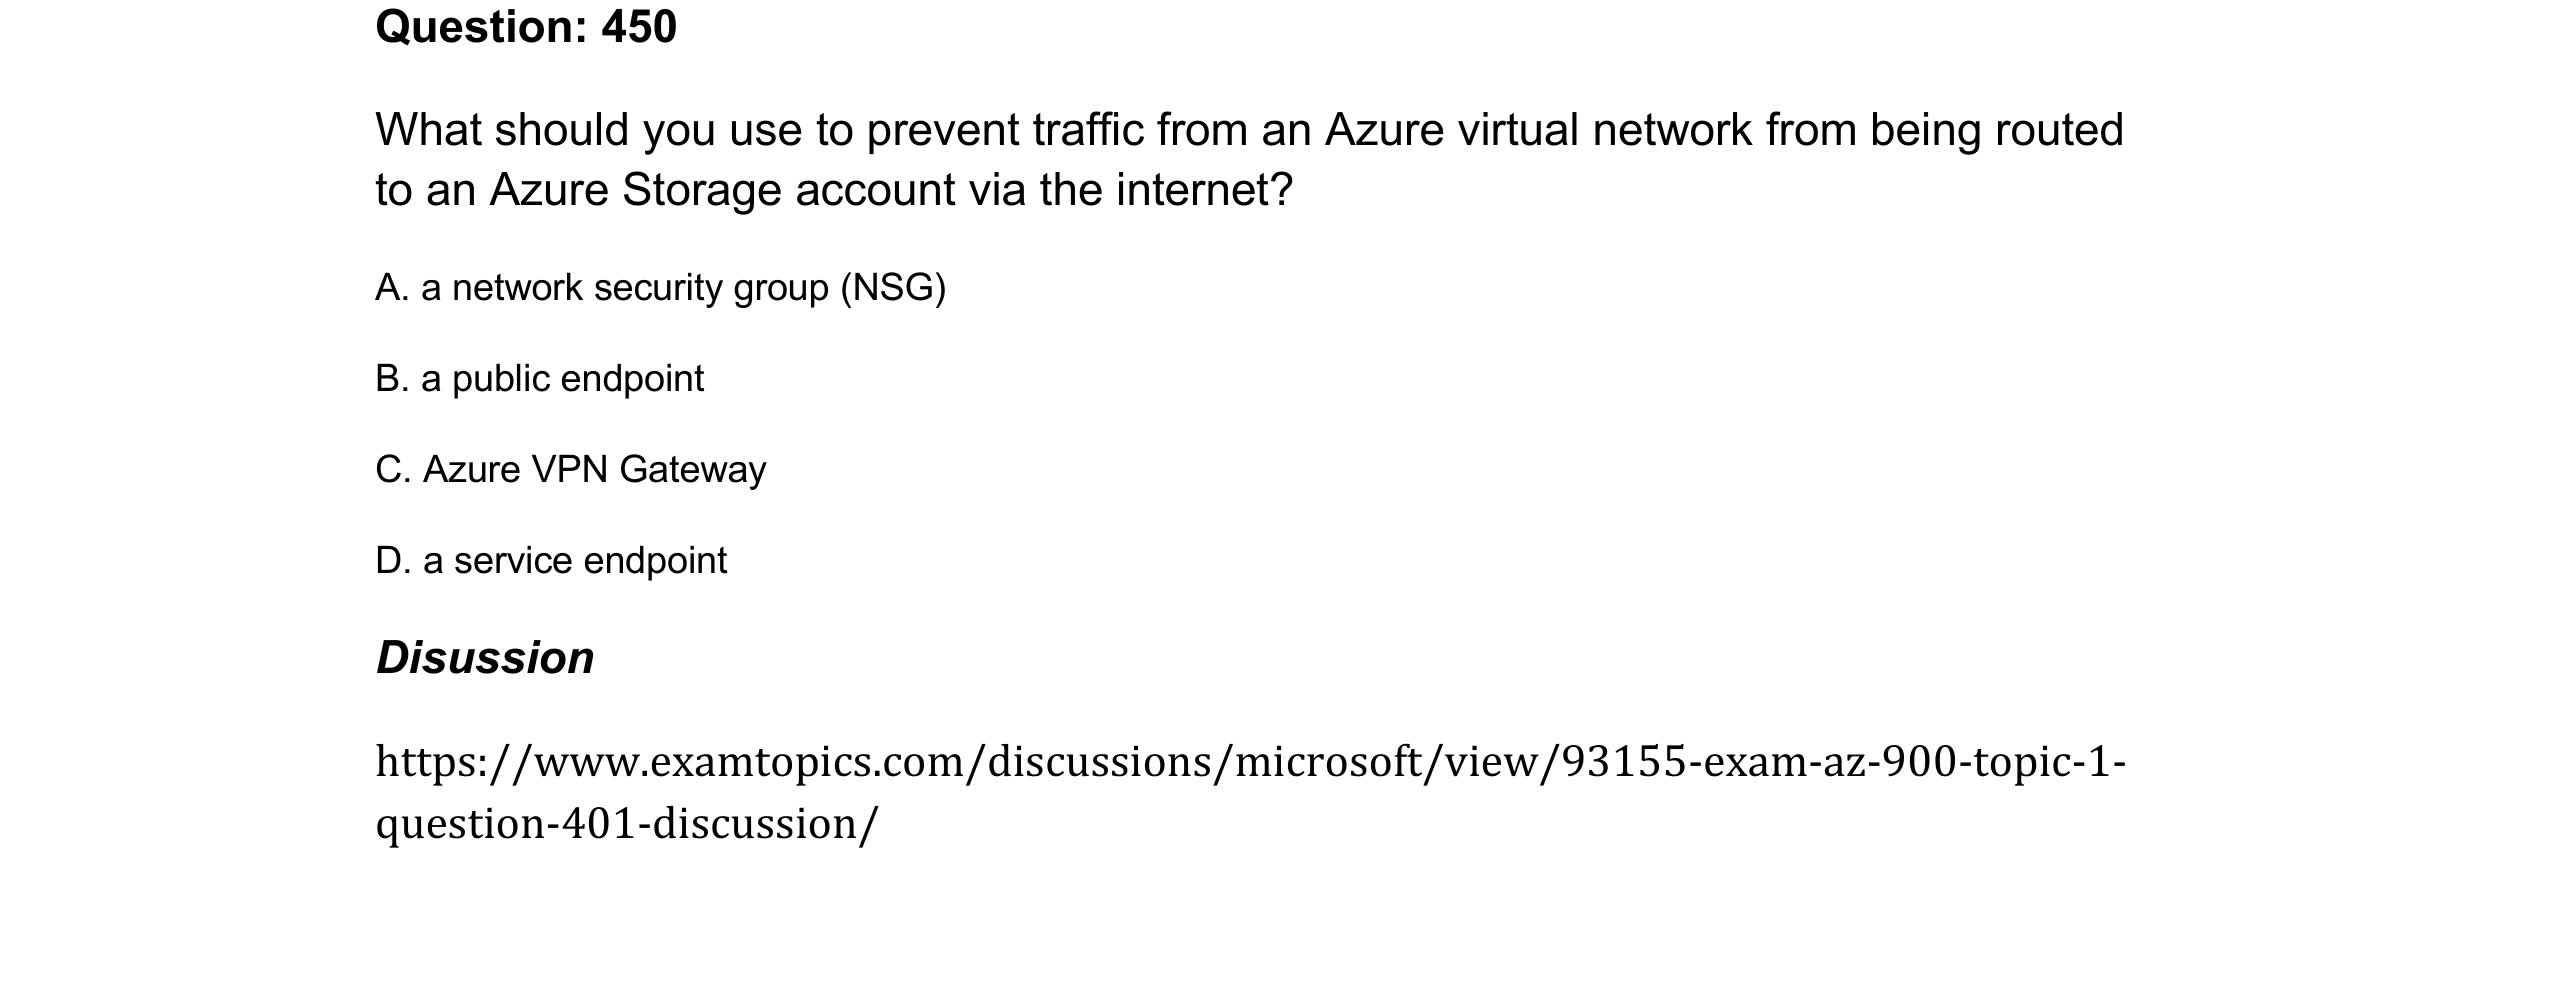 Question: 450
What should you use to prevent traffic from an Azure virtual network from being routed
to an Azure Storage account via the internet?
A. a network security group (NSG)
B. a public endpoint
C. Azure VPN Gateway
D. a service endpoint
Disussion
https://www.examtopics.com/discussions/microsoft/view/93155-exam-az-900-topic-1-
question-401-discussion/